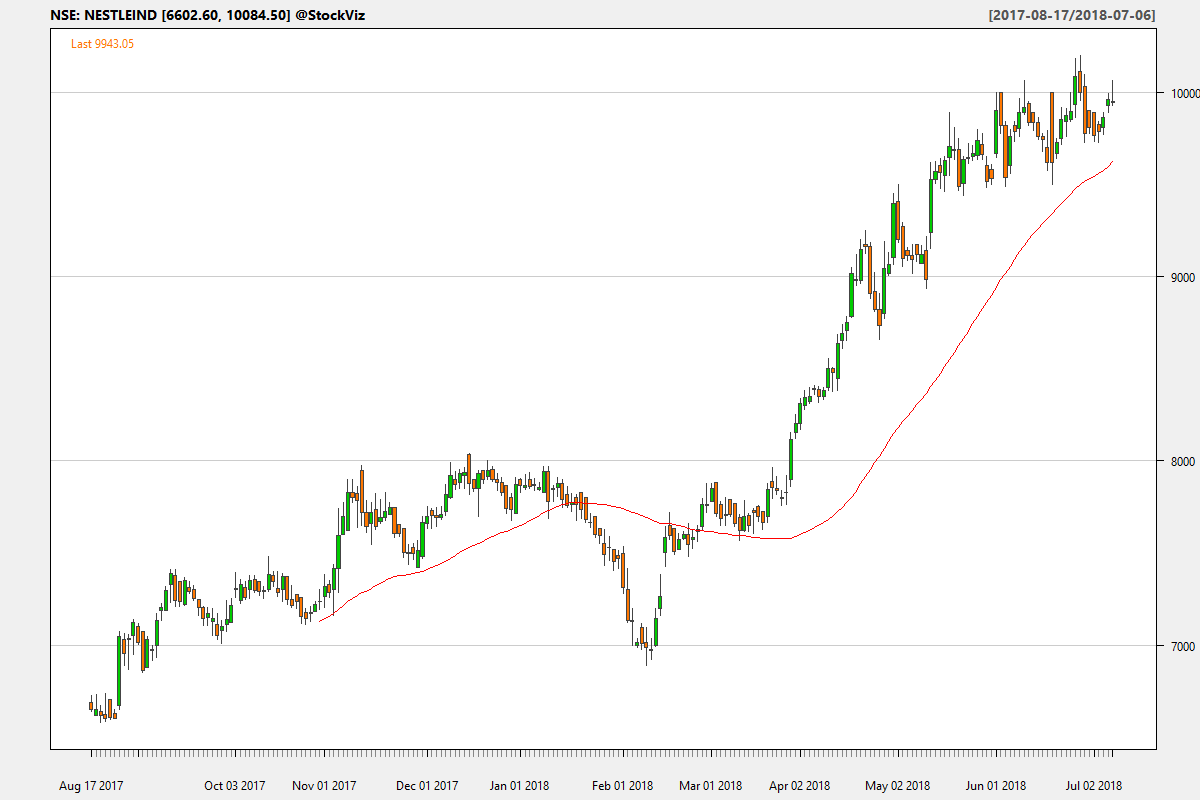 NSE: NESTLEIND [6602.60, 10084.50] @StockViz
[2017-08-17/2018-07-06]
Last 9943.05
10000
9000
8000
7000
Aug 17 2017
Oct 03 2017
Nov 01 2017
Dec 01 2017
Jan 01 2018
Feb 01 2018
Mar 01 2018
Apr 02 2018
May 02 2018
Jun 01 2018
Jul 02 2018